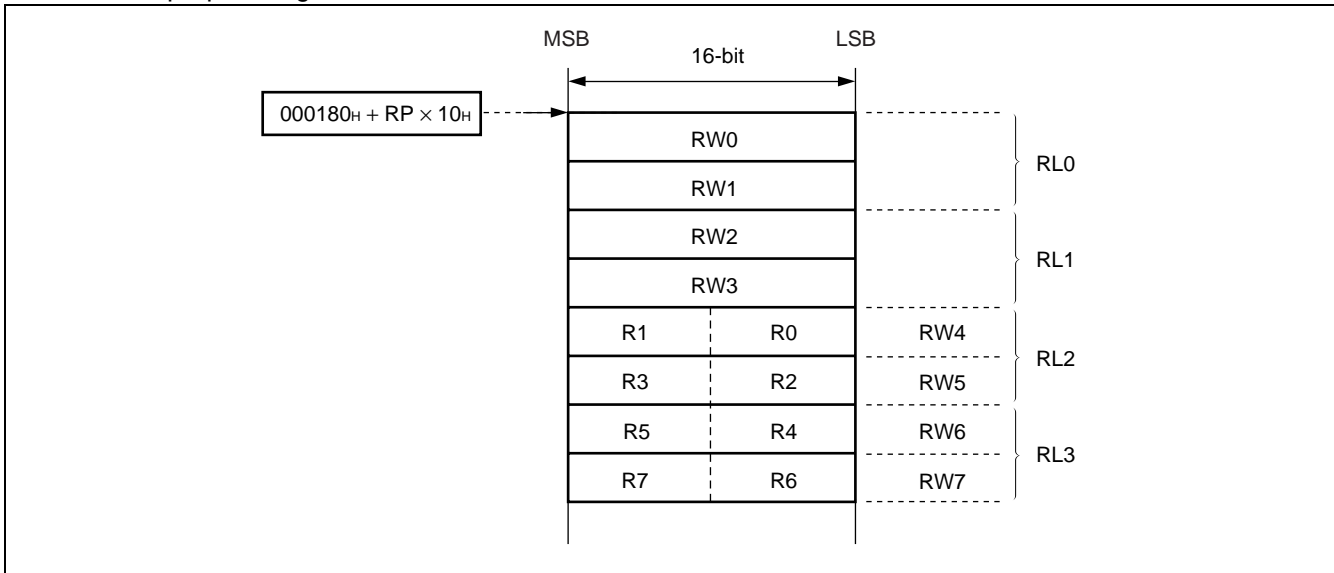 MSB LSB
16-bit
000180H + RP × 10H
RW0
RL0
RW1
RW2
RL1
RW3
R1 R0 RW4
RL2
R3 R2 RW5
R5 R4 RW6
RL3
R7 R6 RW7